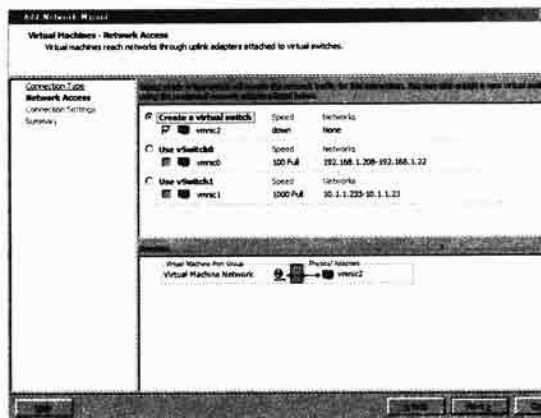 Add Network Wizard
Virtual Machines - Network Access
Virtual machines reach networks through uplink adapters attached to virtual switches.
Connection Type
Network Access
Connection Settings
Summary
Create a virtual switch Speed Networks
vmnic2 down None
Use vSwitch0 Speed Networks
vmnic0 100 Full 192.168.1.208-192.168.1.22
Use vSwitch1 Speed Networks
vmnic1 1000 Full 10.1.1.233-10.1.1.23
Virtual Machine Port Group Physical Adapters
Virtual Machine Network vmnic2